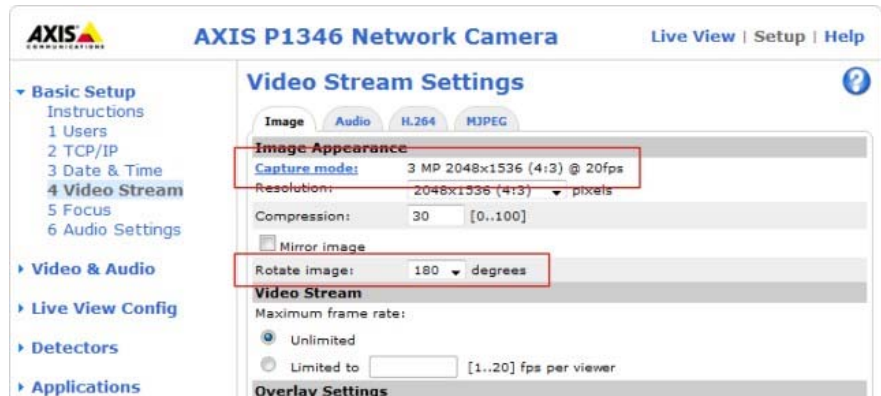 AXIS
COMMUNICATIONS
AXIS P1346 Network Camera
Live View | Setup | Help
Basic Setup
Instructions
1 Users
2 TCP/IP
3 Date & Time
4 Video Stream
5 Focus
6 Audio Settings
Video & Audio
Live View Config
Detectors
Applications
Video Stream Settings
?
Image Audio H.264 MJPEG
Image Appearance
Capture mode: 3 MP 2048x1536 (4:3) @ 20fps
Resolution: 2048x1536 (4:3) pixels
Compression: 30 [0..100]
Mirror image
Rotate image: 180 degrees
Video Stream
Maximum frame rate:
Unlimited
Limited to [1..20] fps per viewer
Overlay Settings